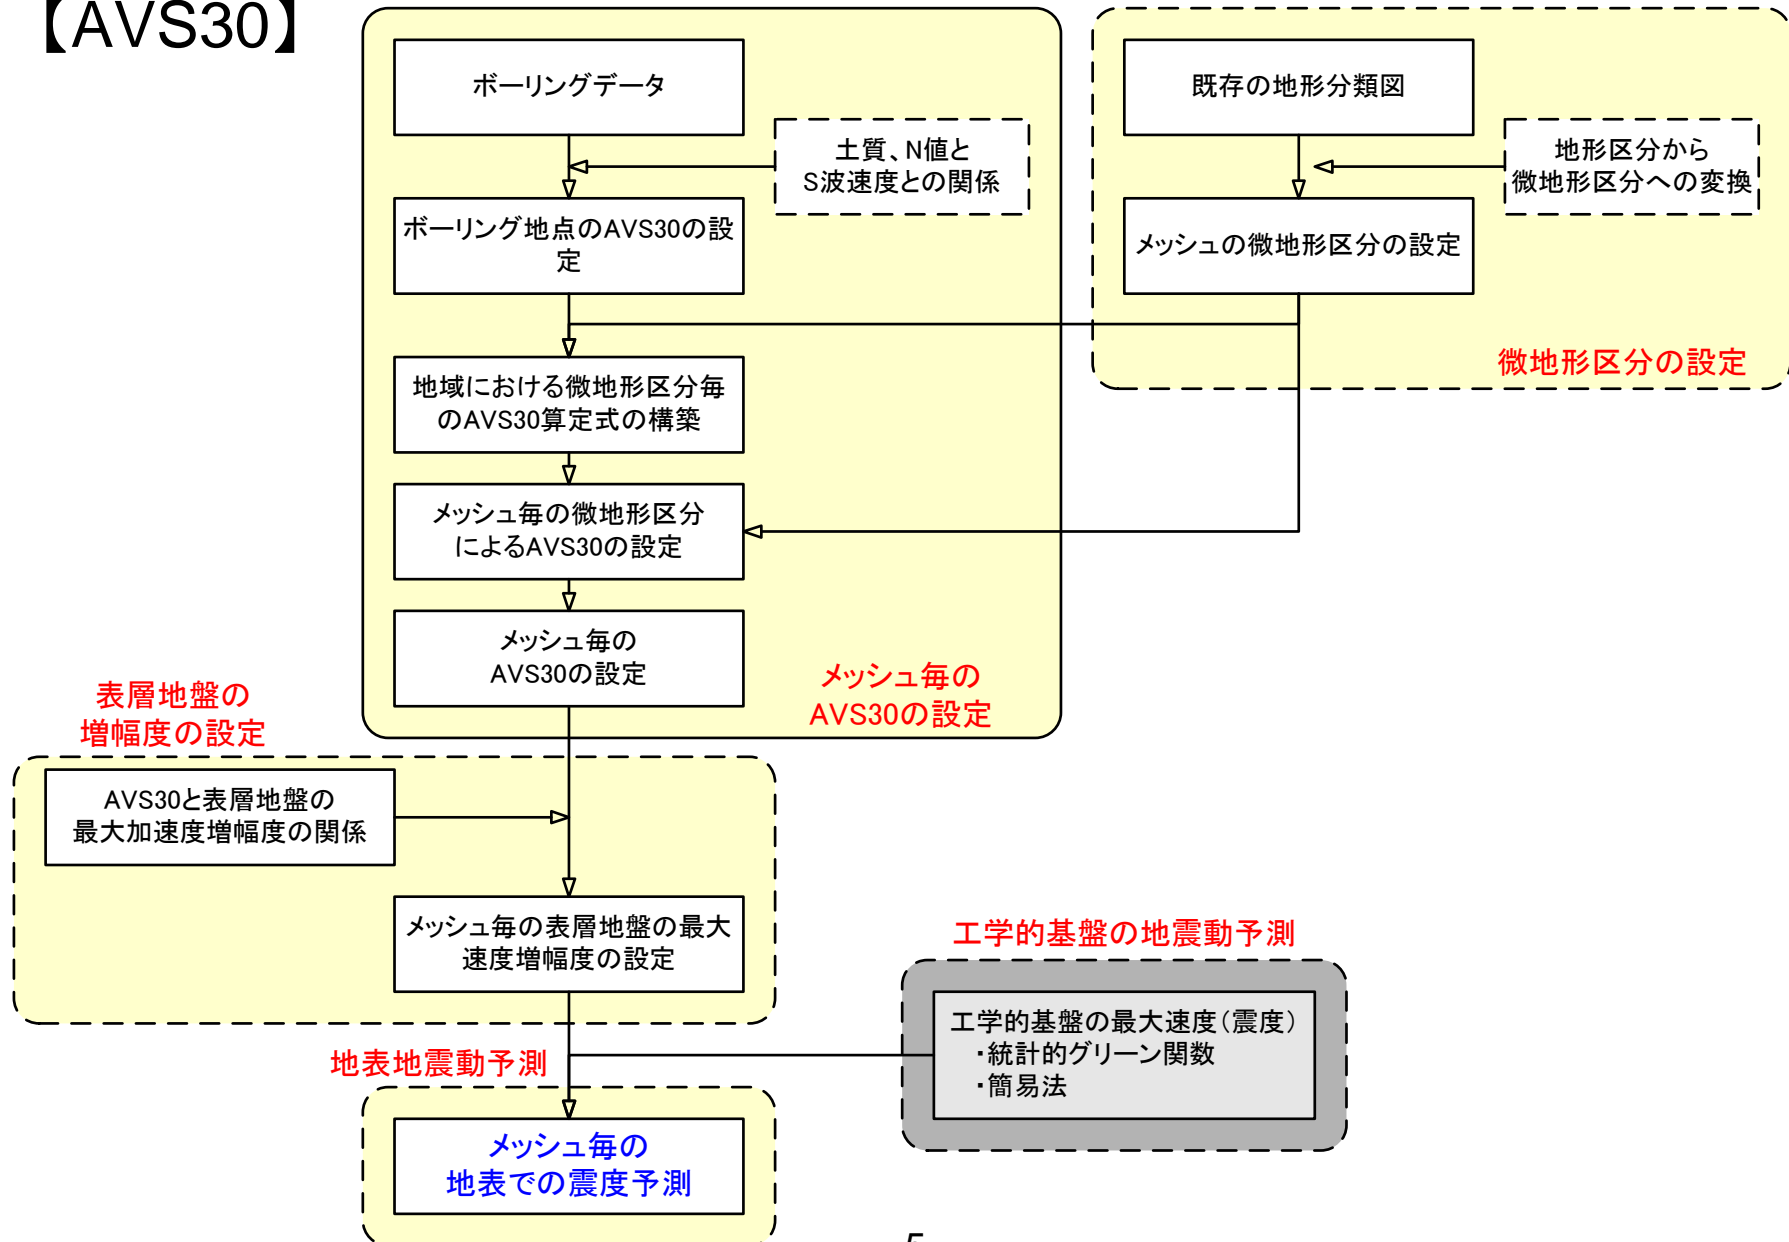 【AVS30】
ボーリングデータ
土質、N値と
S波速度との関係
ボーリング地点のAVS30の設
定
地域における微地形区分毎
のAVS30算定式の構築
メッシュ毎の微地形区分
によるAVS30の設定
メッシュ毎の
AVS30の設定
メッシュ毎の
AVS30の設定
既存の地形分類図
地形区分から
微地形区分への変換
メッシュの微地形区分の設定
微地形区分の設定
表層地盤の
増幅度の設定
AVS30と表層地盤の
最大加速度増幅度の関係
メッシュ毎の表層地盤の最大
速度増幅度の設定
工学的基盤の地震動予測
工学的基盤の最大速度（震度）
・統計的グリーン関数
・簡易法
地表地震動予測
メッシュ毎の
地表での震度予測